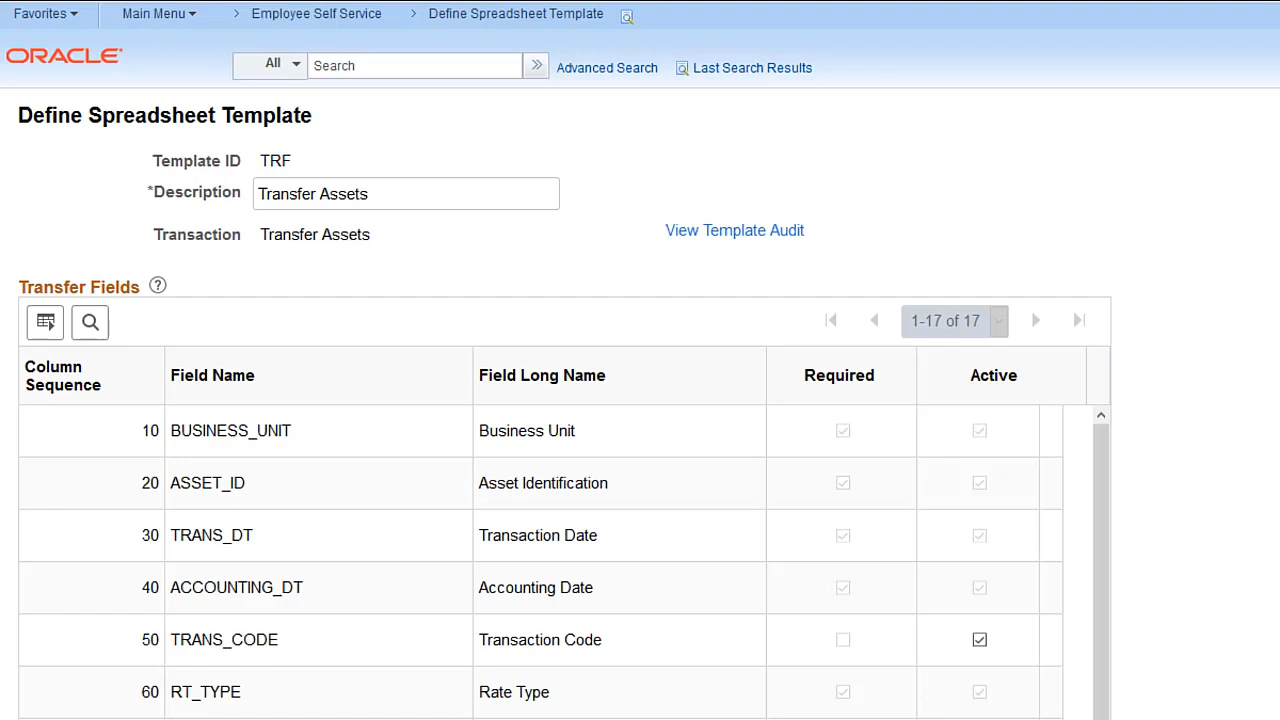 Favorites Main Menu > Employee Self Service > Define Spreadsheet Template
ORACLE
All Search » Advanced Search Last Search Results
Define Spreadsheet Template
Template ID TRF
*Description Transfer Assets
Transaction Transfer Assets View Template Audit
Transfer Fields ?
1-17 of 17
Column Sequence Field Name Field Long Name Required Active
10 BUSINESS_UNIT Business Unit
20 ASSET_ID Asset Identification
30 TRANS_DT Transaction Date
40 ACCOUNTING_DT Accounting Date
50 TRANS_CODE Transaction Code
60 RT_TYPE Rate Type